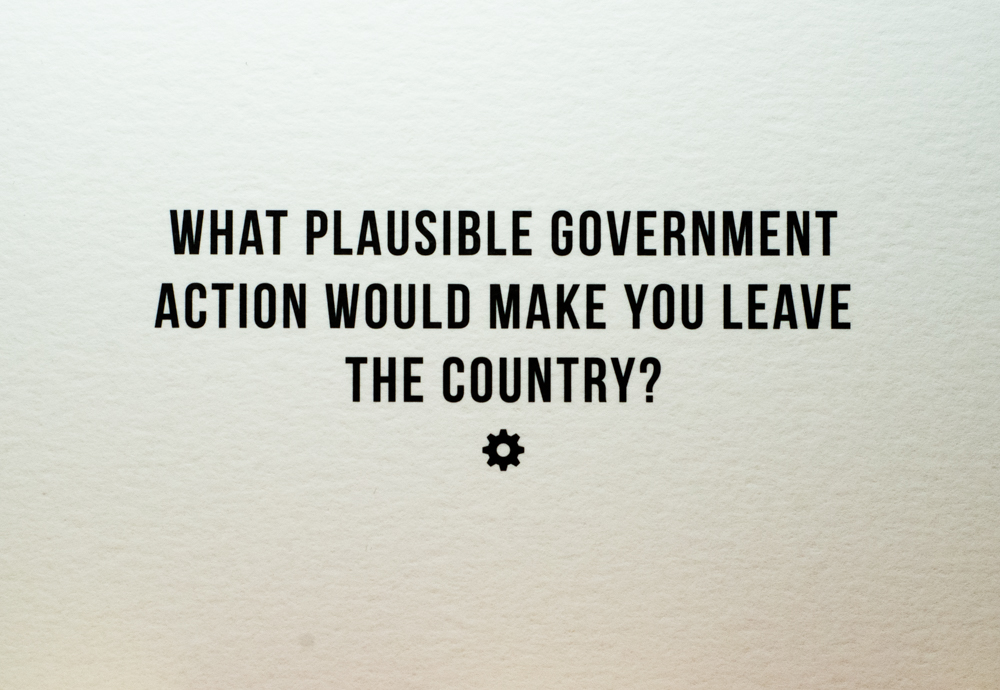 WHAT PLAUSIBLE GOVERNMENT
ACTION WOULD MAKE YOU LEAVE
THE COUNTRY?